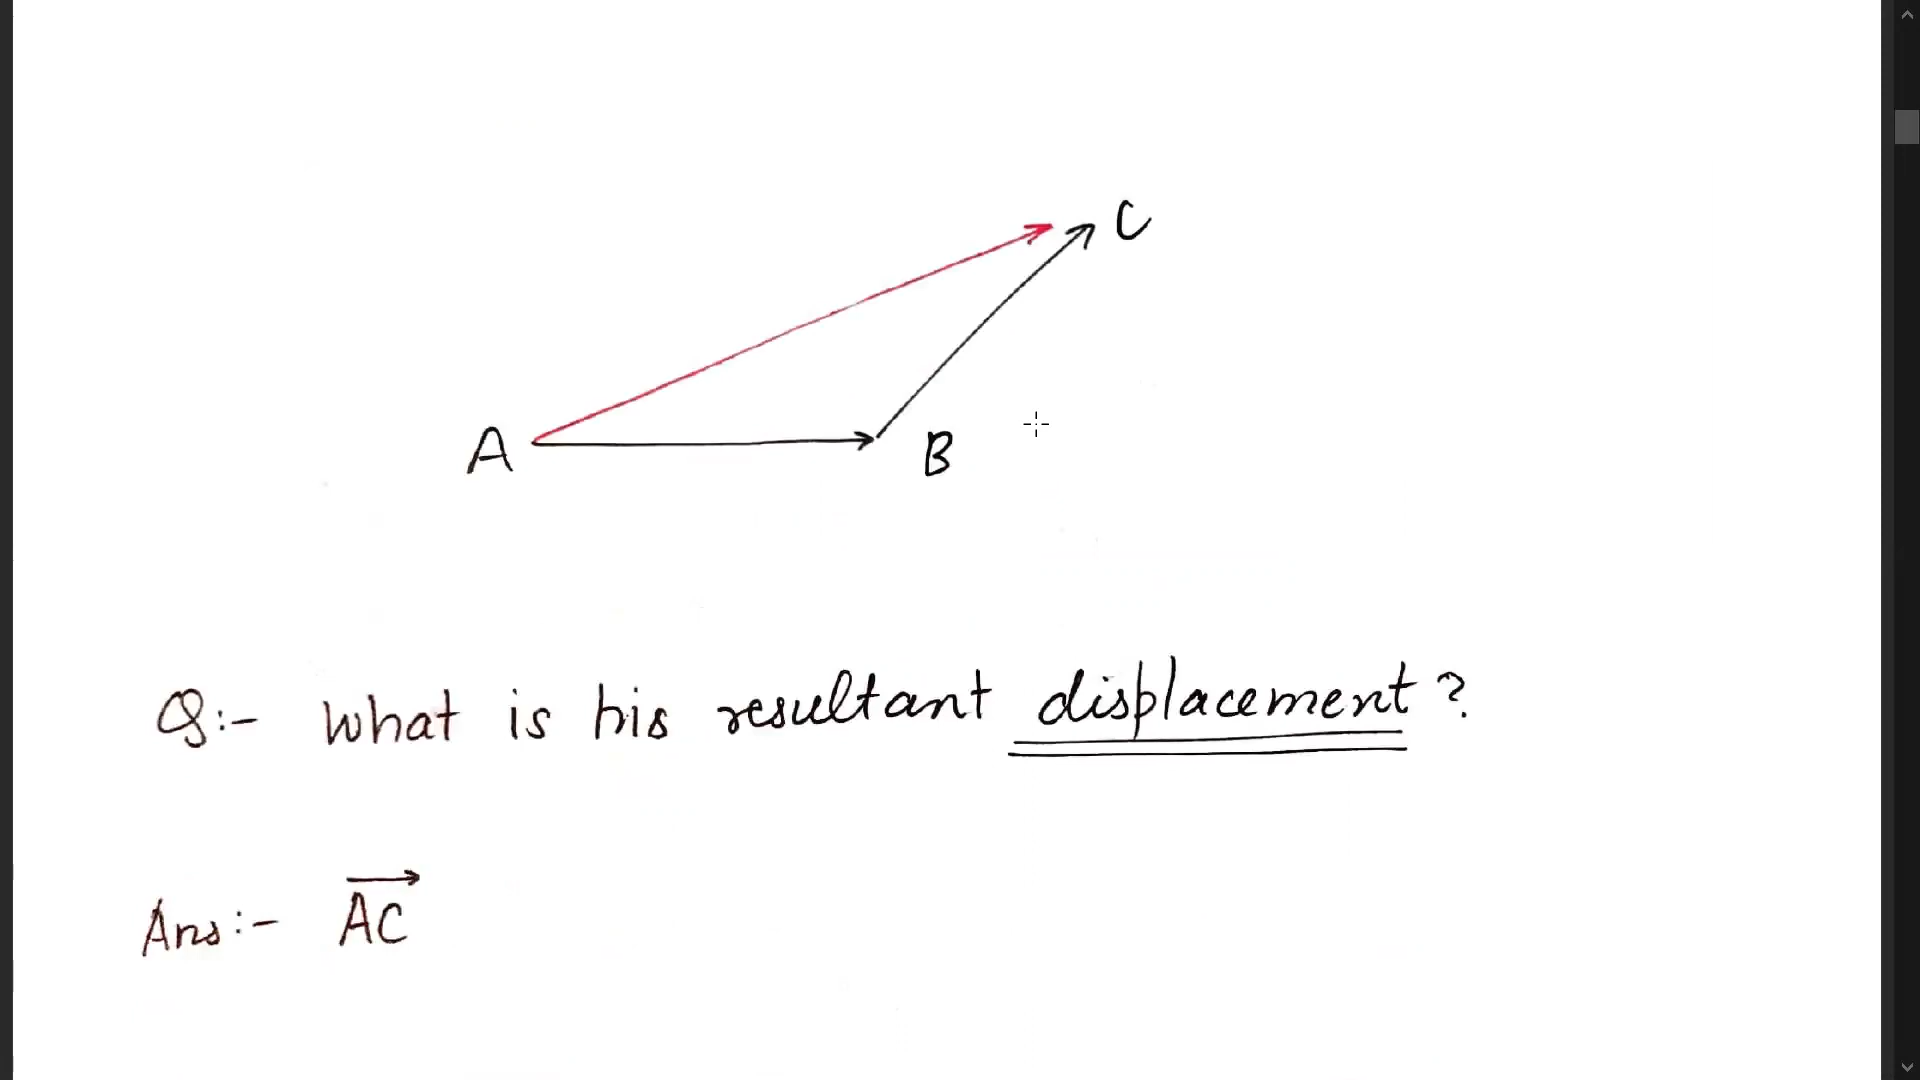 C
A
B
Q:- What is his resultant displacement?
Ans:- AC